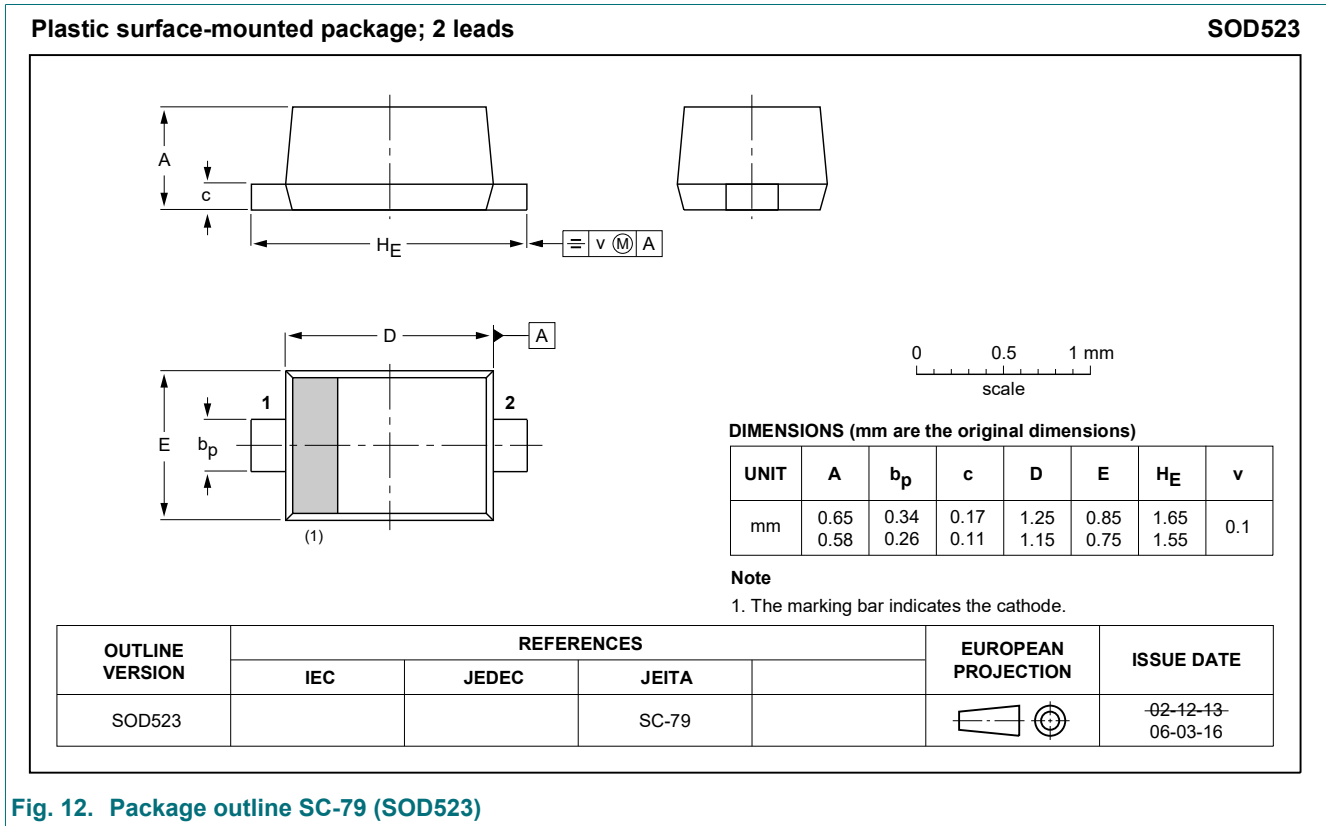 Plastic surface-mounted package; 2 leads SOD523
A
c
HE
v Ⓜ A
D
A
1
2
E
bp
(1)
0 0.5 1 mm
scale
DIMENSIONS (mm are the original dimensions)
UNIT A bp c D E HE v
mm 0.65 0.58 0.34 0.26 0.17 0.11 1.25 1.15 0.85 0.75 1.65 1.55 0.1
Note
1. The marking bar indicates the cathode.
OUTLINE VERSION REFERENCES EUROPEAN PROJECTION ISSUE DATE
IEC JEDEC JEITA
SOD523 SC-79 02-12-13
06-03-16
Fig. 12. Package outline SC-79 (SOD523)